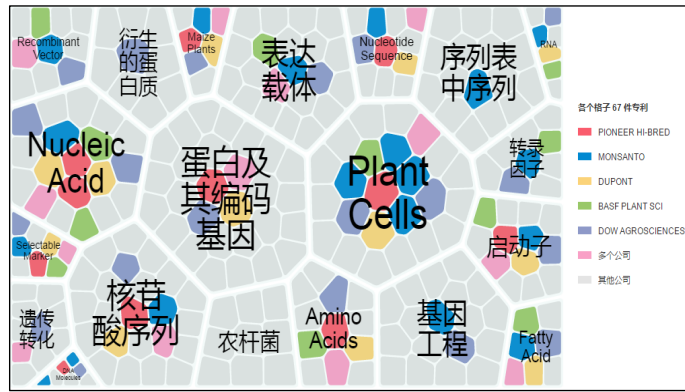 Recombinant
Vector
衍生
的蛋
白质
Maize
Plants
表达
载体
Nucleotide
Sequence
序列表
中序列
RNA
Nucleic
Acid
蛋白及
其编码
基因
Plant
Cells
转录
因子
启动子
Selectable
Marker
遗传
转化
核苷
酸序列
DNA
Molecules
农杆菌
Amino
Acids
基因
工程
Fatty
Acid
各个格子 67 件专利
PIONEER HI-BRED
MONSANTO
DUPONT
BASF PLANT SCI
DOW AGROSCIENCES
多个公司
其他公司